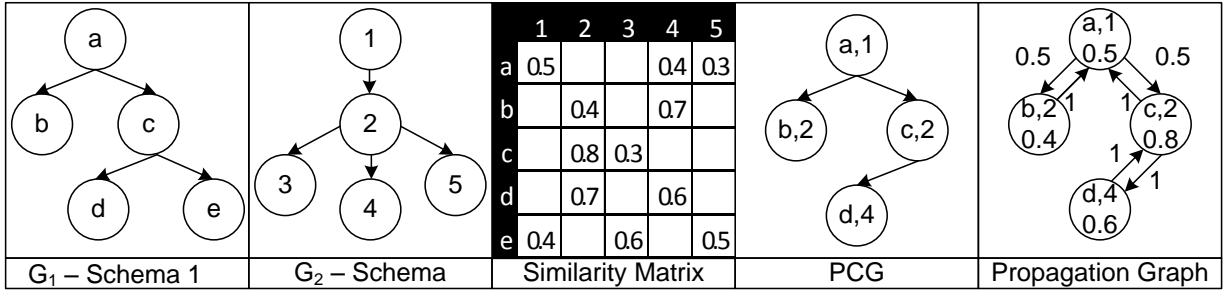 a
b
c
d
e
G1 – Schema 1
1
2
3
4
5
G2 – Schema
1 2 3 4 5
a 0.5 0.4 0.3
b 0.4 0.7
c 0.8 0.3
d 0.7 0.6
e 0.4 0.6 0.5
Similarity Matrix
a,1
b,2
c,2
d,4
PCG
a,1
0.5
0.5
0.5
b,2
0.4
1
1
c,2
0.8
1
1
d,4
0.6
Propagation Graph